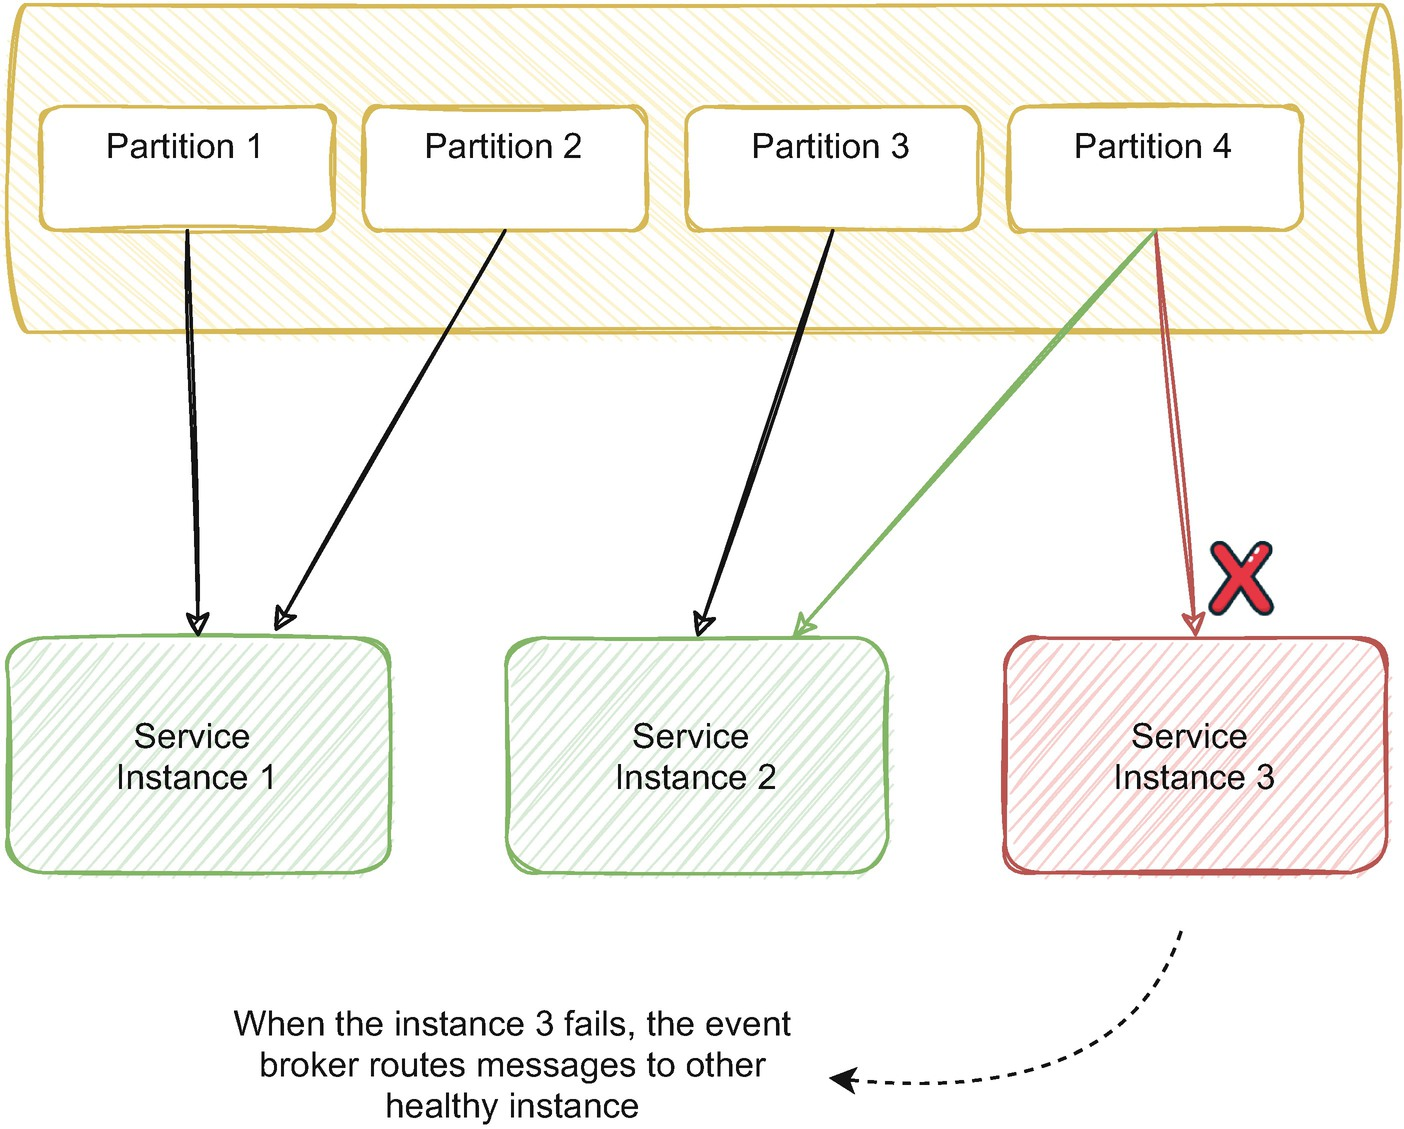 Partition 1
Partition 2
Partition 3
Partition 4
Service
Instance 1
Service
Instance 2
Service
Instance 3
When the instance 3 fails, the event
broker routes messages to other
healthy instance